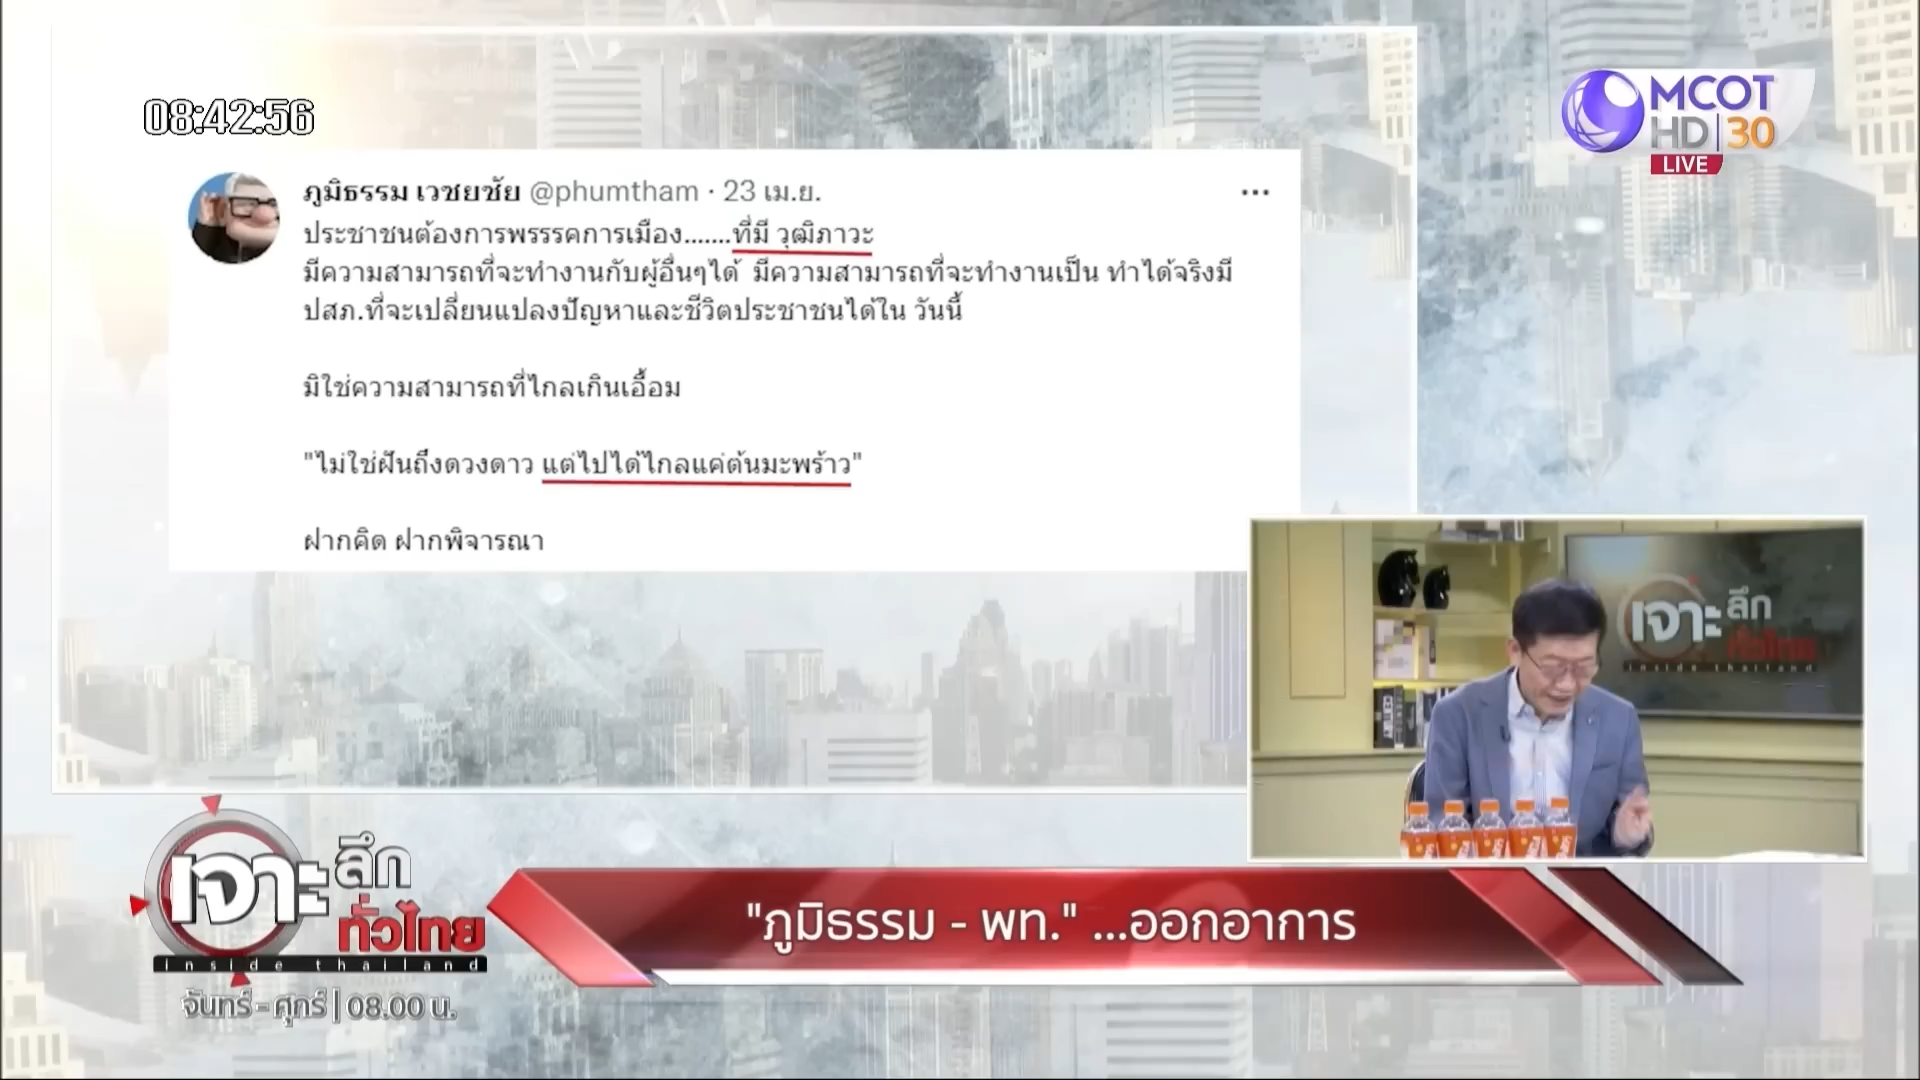 08:42:56
MCOT
HD 30
LIVE
ภูมิธรรม เวชยชัย @phumtham · 23 เม.ย.
ประชาชนต้องการพรรรคการเมือง.......ที่มี วุฒิภาวะ
มีความสามารถที่จะทำงานกับผู้อื่นๆได้ มีความสามารถที่จะทำงานเป็น ทำได้จริงมี
ปสภ.ที่จะเปลี่ยนแปลงปัญหาและชีวิตประชาชนได้ใน วันนี้
มิใช่ความสามารถที่ไกลเกินเอื้อม
"ไม่ใช่ฝันถึงดวงดาว แต่ไปได้ไกลแค่ต้นมะพร้าว"
ฝากคิด ฝากพิจารณา
เจาะลึก
ทั่วไทย
inside thailand
เจาะลึก
ทั่วไทย
inside thailand
จันทร์ - ศุกร์ | 08.00 น.
"ภูมิธรรม - พท." ...ออกอาการ